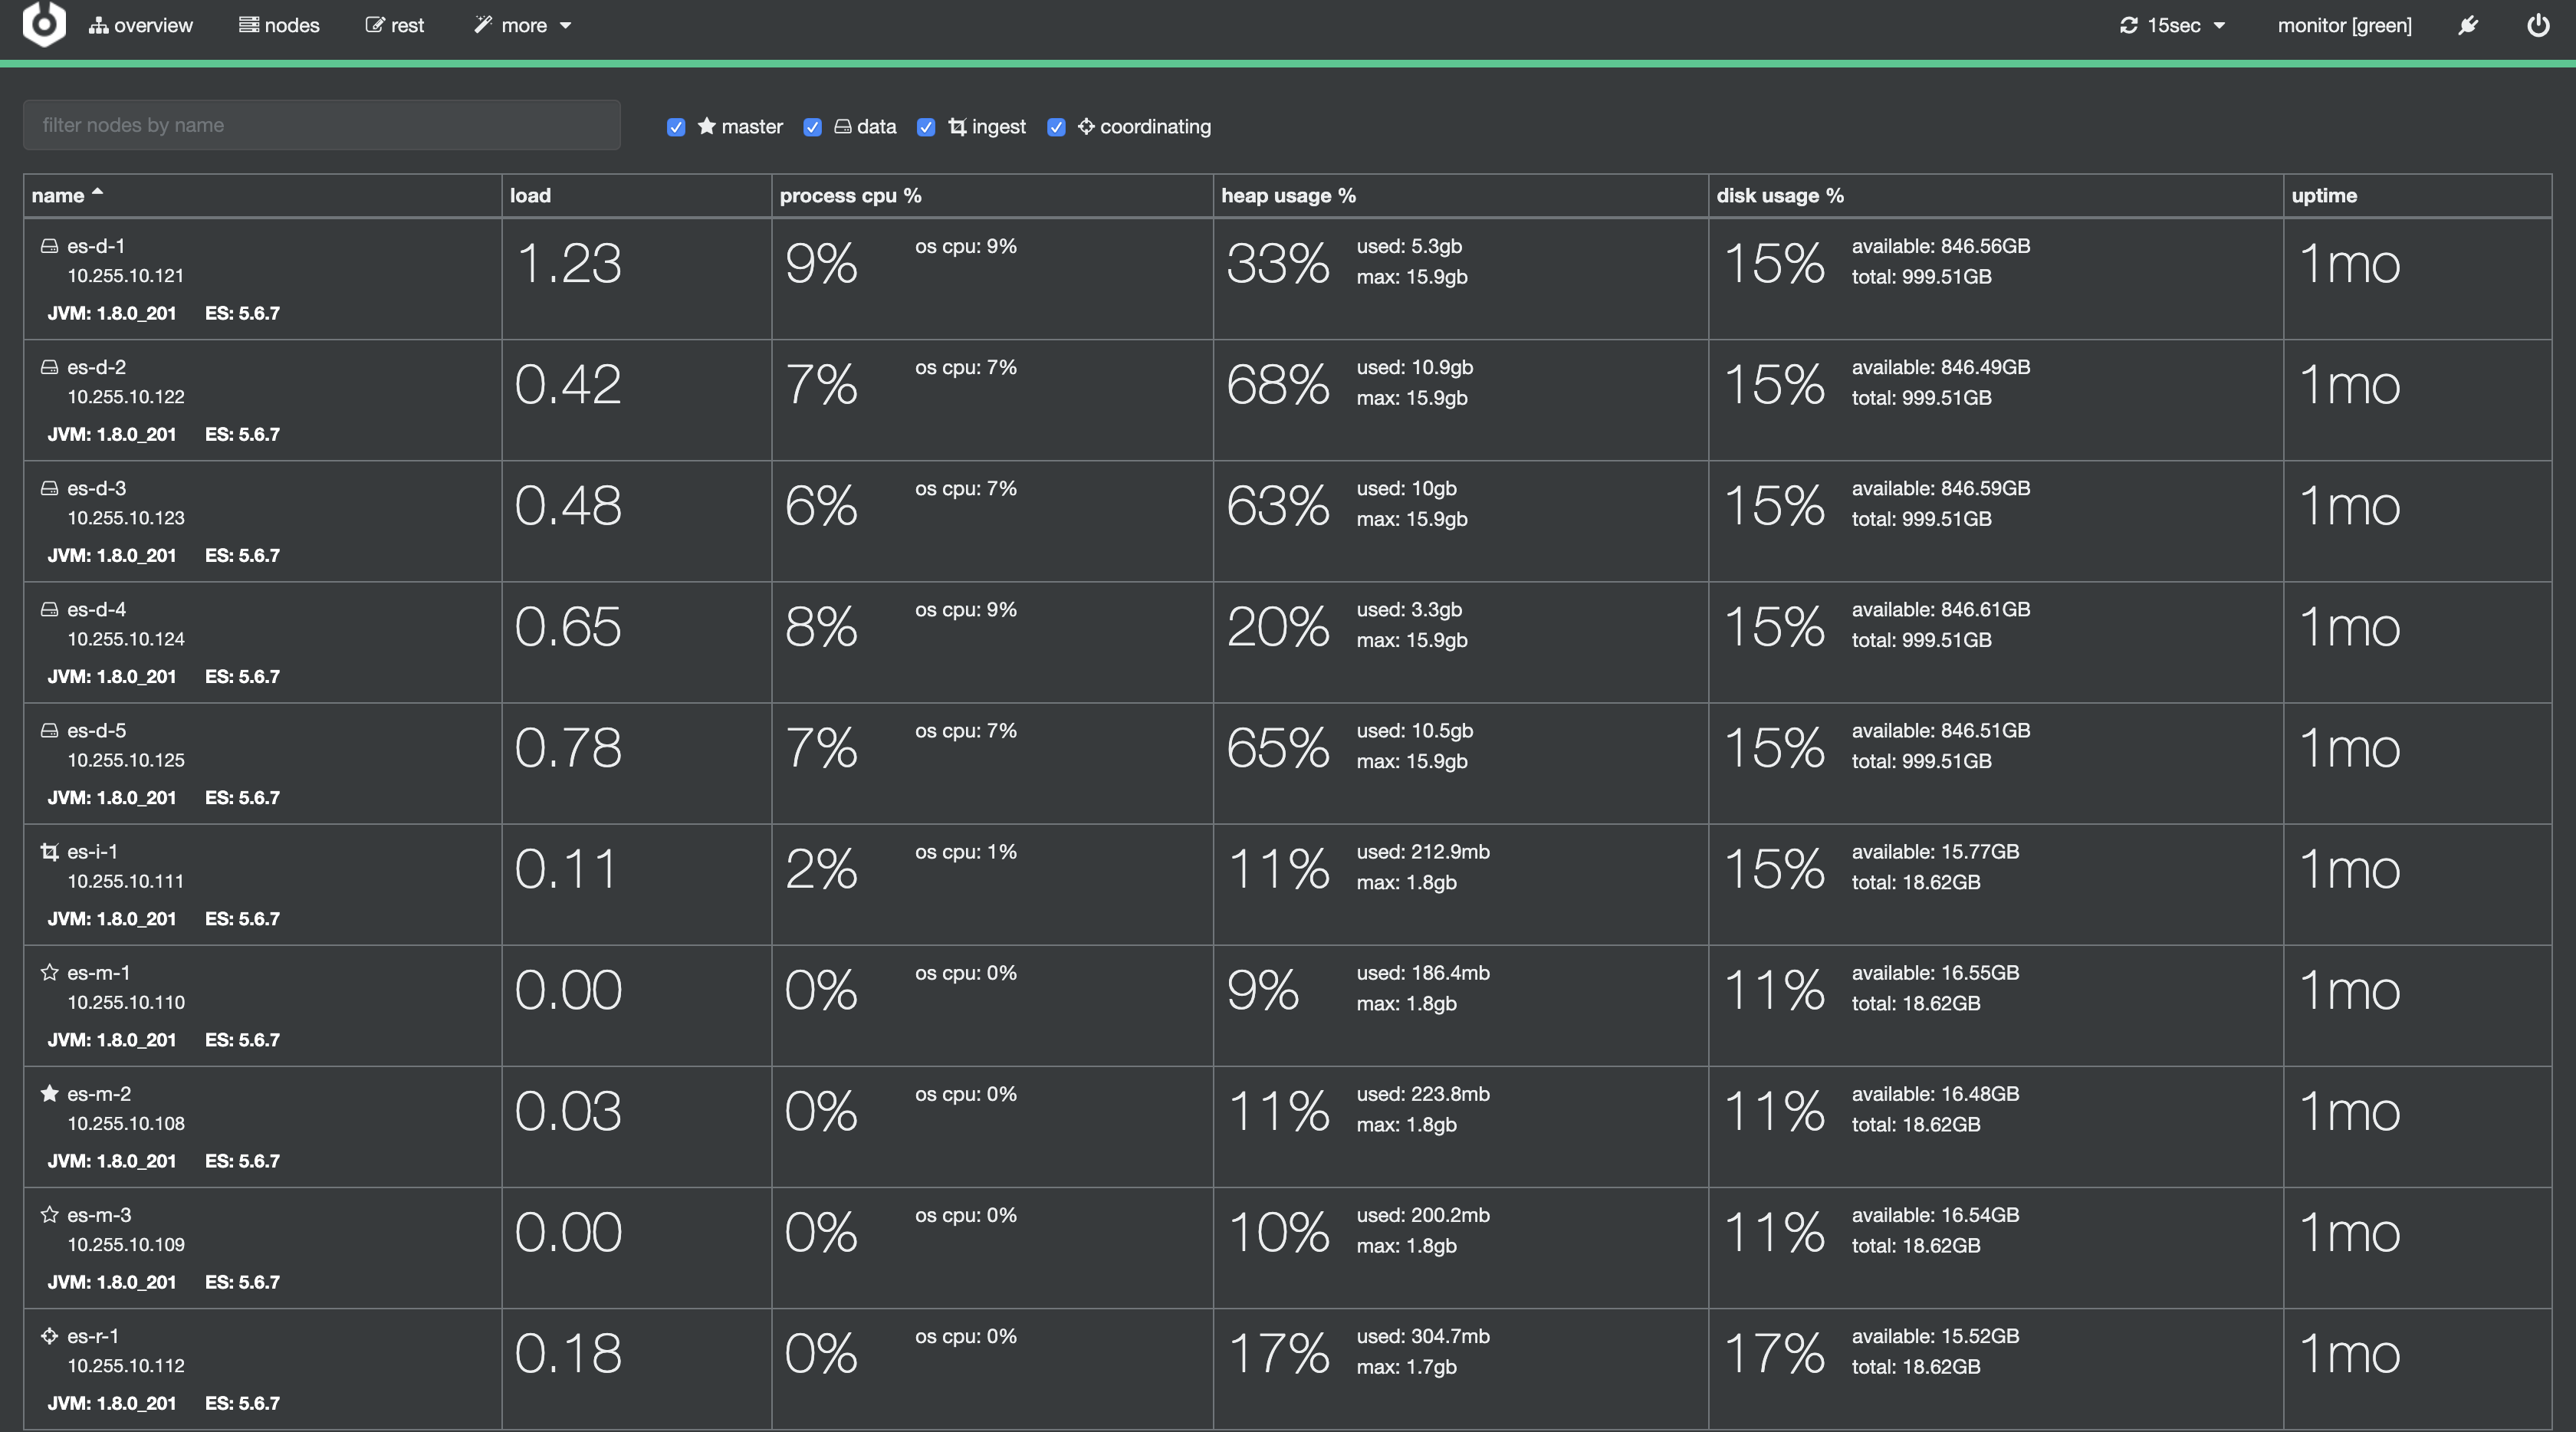 overview nodes rest more 15sec monitor [green]
filter nodes by name master data ingest coordinating
name load process cpu % heap usage % disk usage % uptime
es-d-1 1.23 9% os cpu: 9% 33% used: 5.3gb 15% available: 846.56GB 1mo
10.255.10.121 max: 15.9gb total: 999.51GB
JVM: 1.8.0_201 ES: 5.6.7
es-d-2 0.42 7% os cpu: 7% 68% used: 10.9gb 15% available: 846.49GB 1mo
10.255.10.122 max: 15.9gb total: 999.51GB
JVM: 1.8.0_201 ES: 5.6.7
es-d-3 0.48 6% os cpu: 7% 63% used: 10gb 15% available: 846.59GB 1mo
10.255.10.123 max: 15.9gb total: 999.51GB
JVM: 1.8.0_201 ES: 5.6.7
es-d-4 0.65 8% os cpu: 9% 20% used: 3.3gb 15% available: 846.61GB 1mo
10.255.10.124 max: 15.9gb total: 999.51GB
JVM: 1.8.0_201 ES: 5.6.7
es-d-5 0.78 7% os cpu: 7% 65% used: 10.5gb 15% available: 846.51GB 1mo
10.255.10.125 max: 15.9gb total: 999.51GB
JVM: 1.8.0_201 ES: 5.6.7
es-i-1 0.11 2% os cpu: 1% 11% used: 212.9mb 15% available: 15.77GB 1mo
10.255.10.111 max: 1.8gb total: 18.62GB
JVM: 1.8.0_201 ES: 5.6.7
es-m-1 0.00 0% os cpu: 0% 9% used: 186.4mb 11% available: 16.55GB 1mo
10.255.10.110 max: 1.8gb total: 18.62GB
JVM: 1.8.0_201 ES: 5.6.7
es-m-2 0.03 0% os cpu: 0% 11% used: 223.8mb 11% available: 16.48GB 1mo
10.255.10.108 max: 1.8gb total: 18.62GB
JVM: 1.8.0_201 ES: 5.6.7
es-m-3 0.00 0% os cpu: 0% 10% used: 200.2mb 11% available: 16.54GB 1mo
10.255.10.109 max: 1.8gb total: 18.62GB
JVM: 1.8.0_201 ES: 5.6.7
es-r-1 0.18 0% os cpu: 0% 17% used: 304.7mb 17% available: 15.52GB 1mo
10.255.10.112 max: 1.7gb total: 18.62GB
JVM: 1.8.0_201 ES: 5.6.7